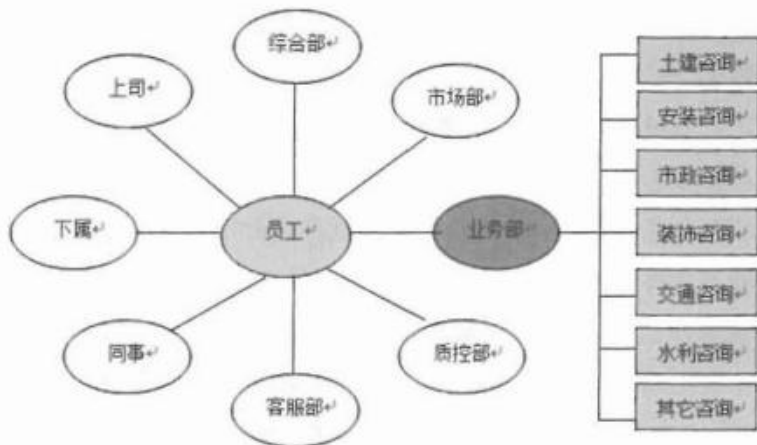 综合部
上司
市场部
下属
员工
业务部
同事
质控部
客服部
土建咨询
安装咨询
市政咨询
装饰咨询
交通咨询
水利咨询
其它咨询